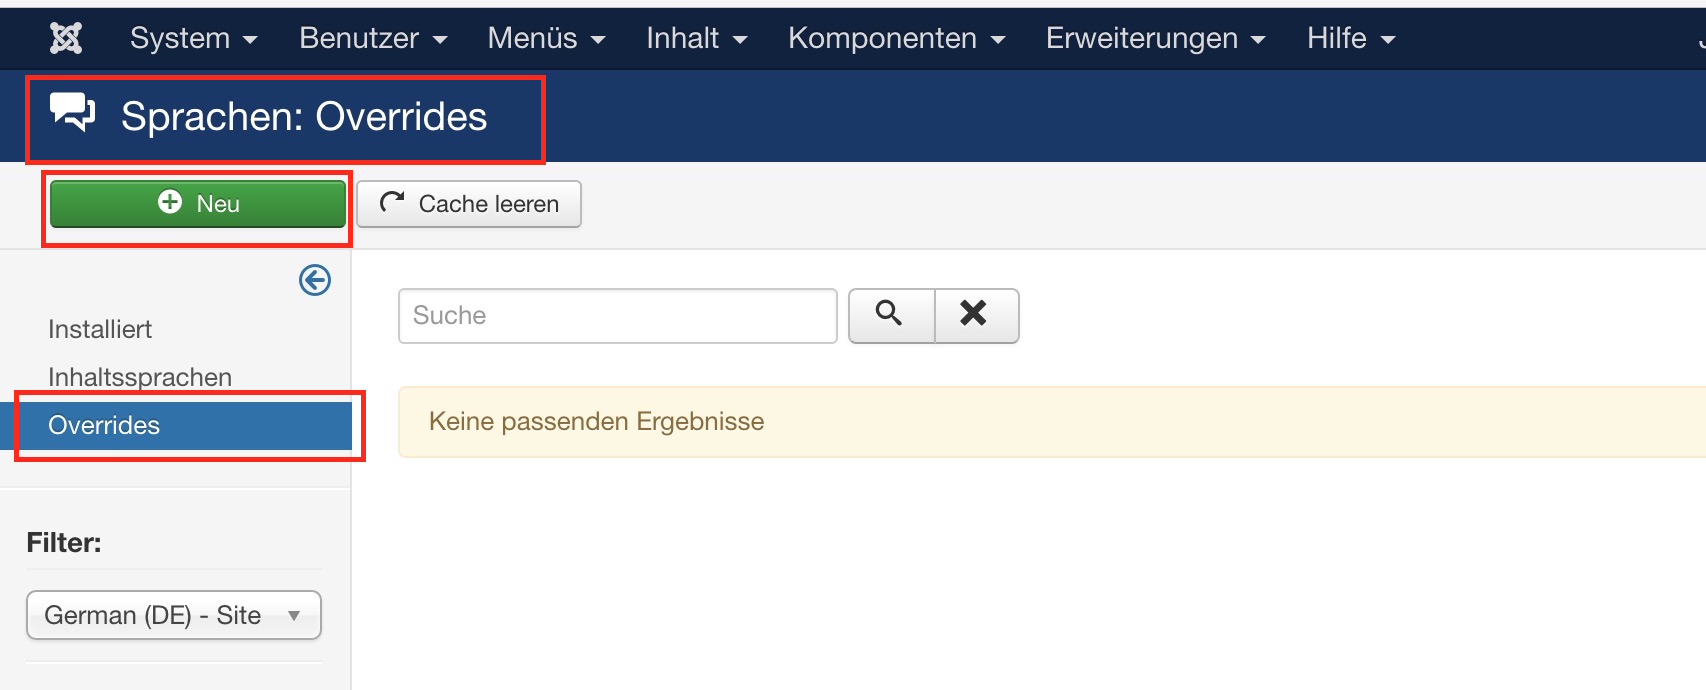 System Benutzer Menüs Inhalt Komponenten Erweiterungen Hilfe
Sprachen: Overrides
Neu Cache leeren
Suche
Installiert
Inhaltssprachen
Overrides
Keine passenden Ergebnisse
Filter:
German (DE) - Site